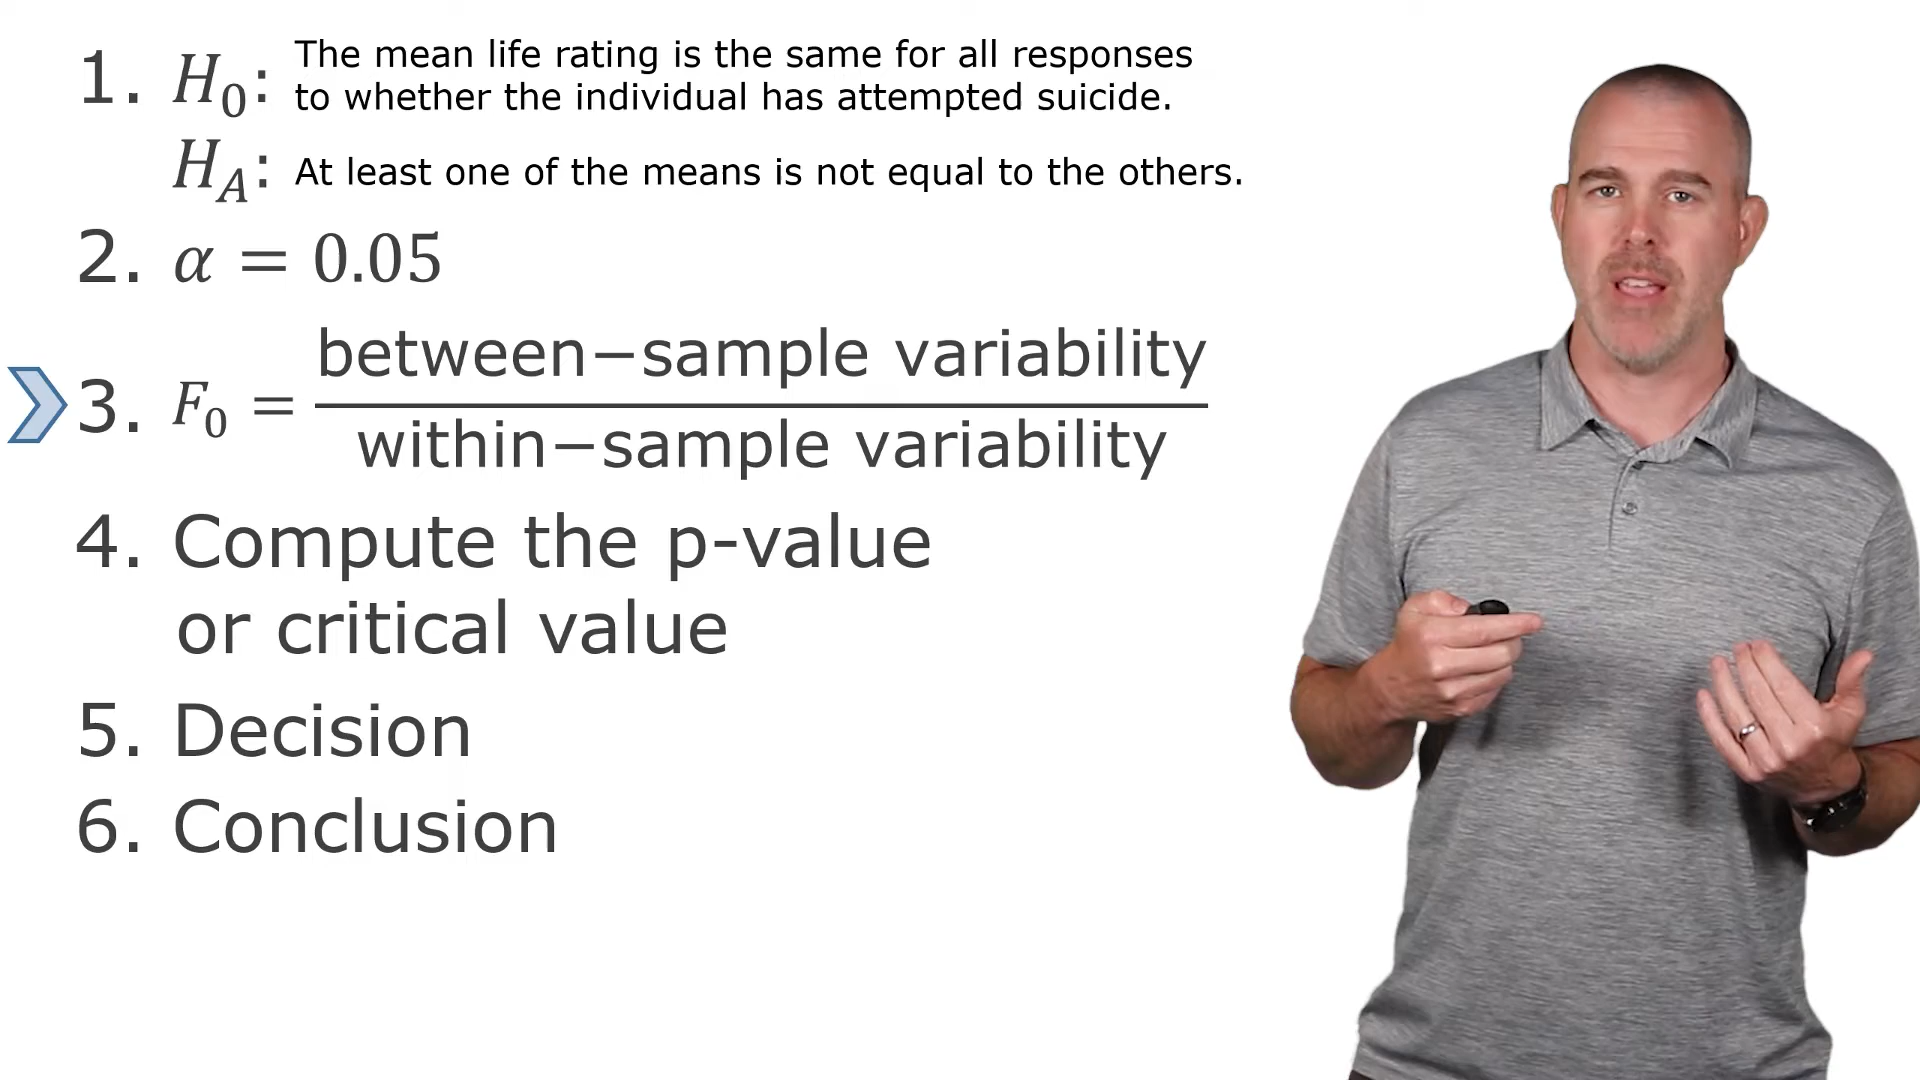 1. H₀: The mean life rating is the same for all responses
to whether the individual has attempted suicide.
H_A: At least one of the means is not equal to the others.
2. α = 0.05
3. F₀ = between−sample variability
within−sample variability
4. Compute the p-value
or critical value
5. Decision
6. Conclusion